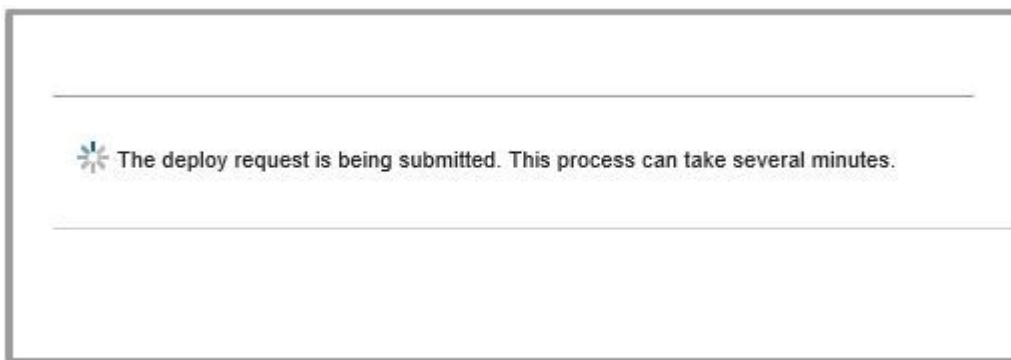 The deploy request is being submitted. This process can take several minutes.